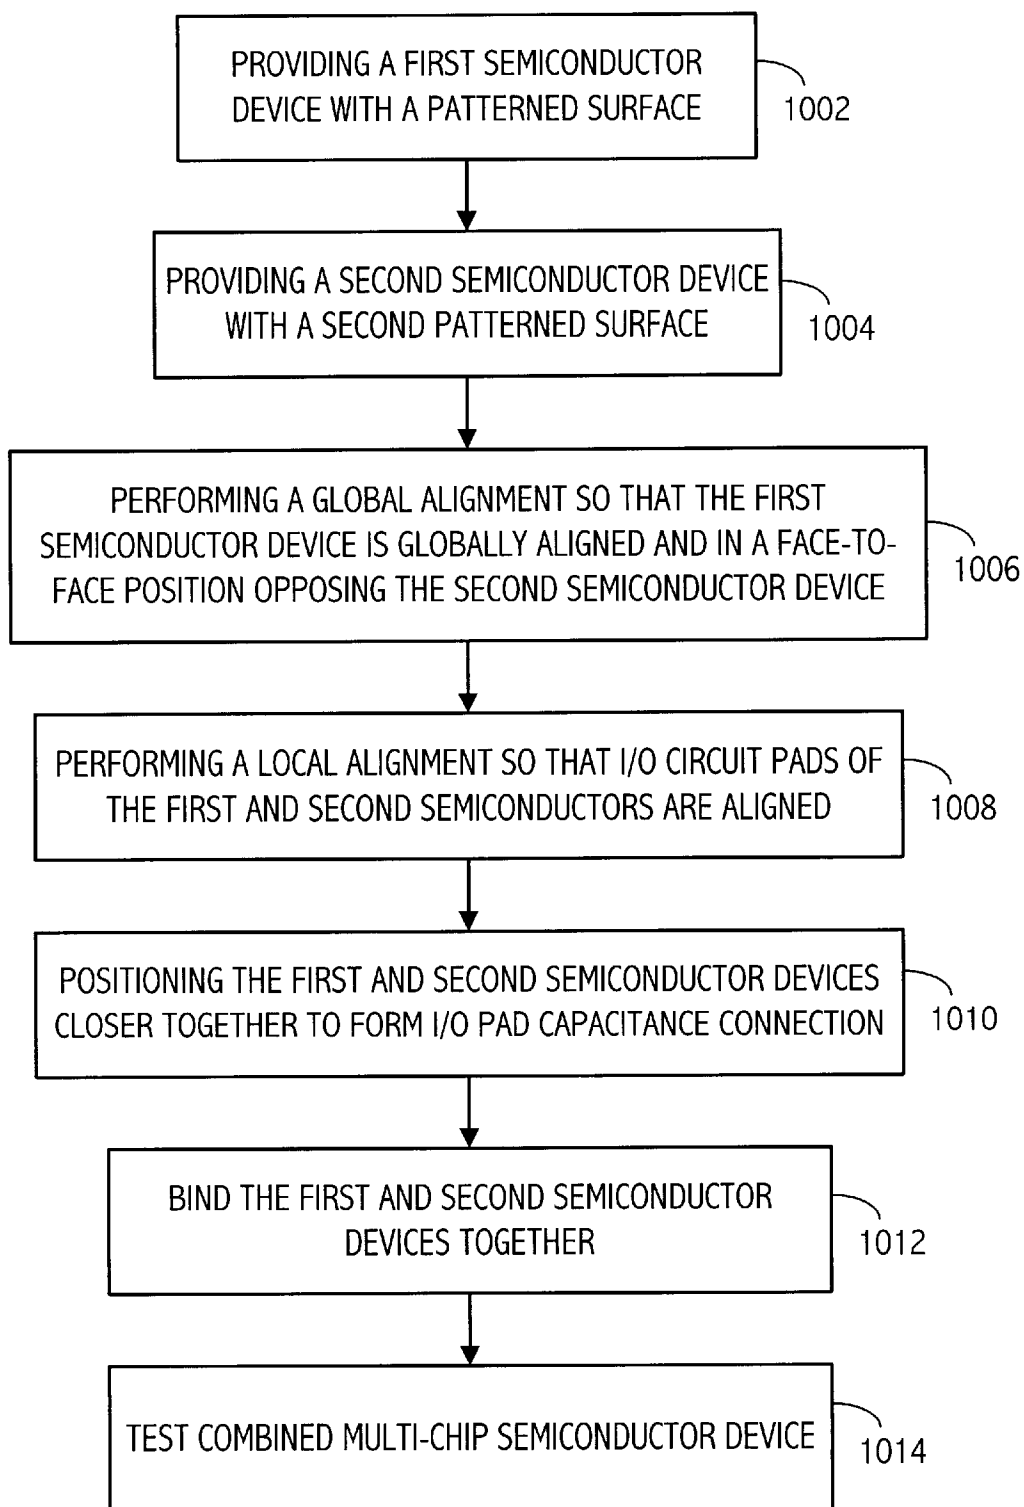 PROVIDING A FIRST SEMICONDUCTOR
DEVICE WITH A PATTERNED SURFACE
1002
PROVIDING A SECOND SEMICONDUCTOR DEVICE
WITH A SECOND PATTERNED SURFACE
1004
PERFORMING A GLOBAL ALIGNMENT SO THAT THE FIRST
SEMICONDUCTOR DEVICE IS GLOBALLY ALIGNED AND IN A FACE-TO-
FACE POSITION OPPOSING THE SECOND SEMICONDUCTOR DEVICE
1006
PERFORMING A LOCAL ALIGNMENT SO THAT I/O CIRCUIT PADS OF
THE FIRST AND SECOND SEMICONDUCTORS ARE ALIGNED
1008
POSITIONING THE FIRST AND SECOND SEMICONDUCTOR DEVICES
CLOSER TOGETHER TO FORM I/O PAD CAPACITANCE CONNECTION
1010
BIND THE FIRST AND SECOND SEMICONDUCTOR
DEVICES TOGETHER
1012
TEST COMBINED MULTI-CHIP SEMICONDUCTOR DEVICE
1014